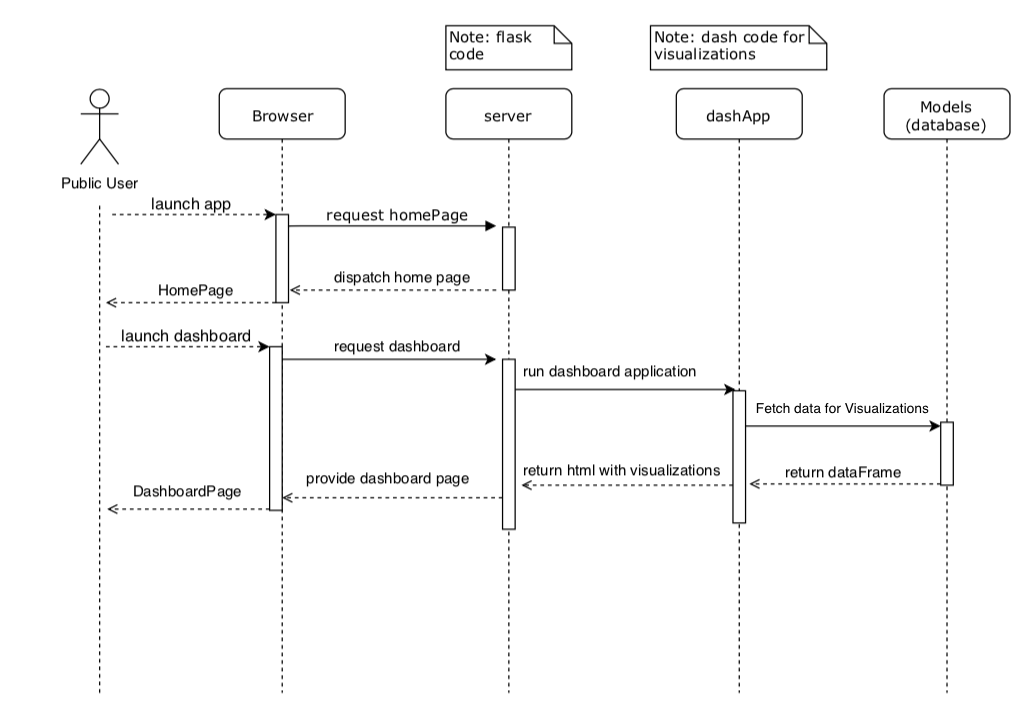 Note: flask
code
Note: dash code for
visualizations
Browser
server
dashApp
Models
(database)
Public User
launch app
request homePage
dispatch home page
HomePage
launch dashboard
request dashboard
run dashboard application
Fetch data for Visualizations
return html with visualizations
return dataFrame
provide dashboard page
DashboardPage